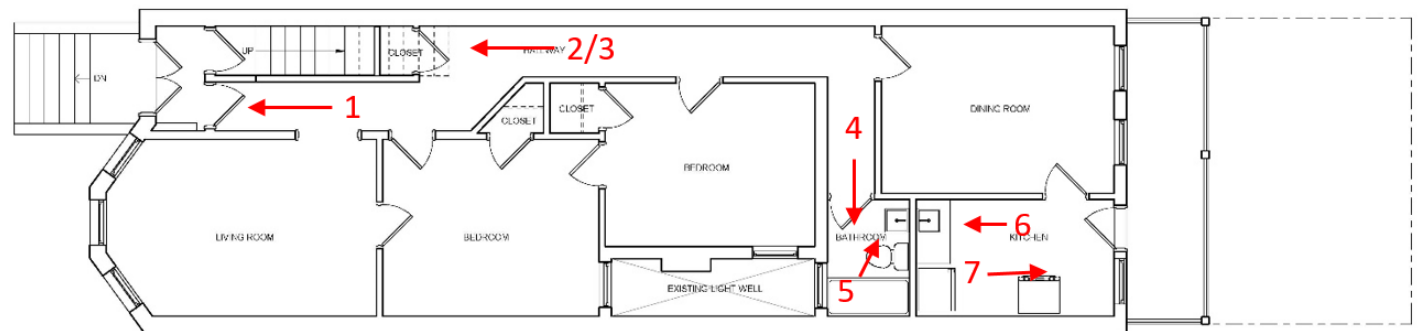 UP
CLOSET
HALLWAY
2/3
DN
1
CLOSET
CLOSET
4
DINING ROOM
BEDROOM
LIVING ROOM
BEDROOM
BATHROOM
6
KITCHEN
7
5
EXISTING LIGHT WELL